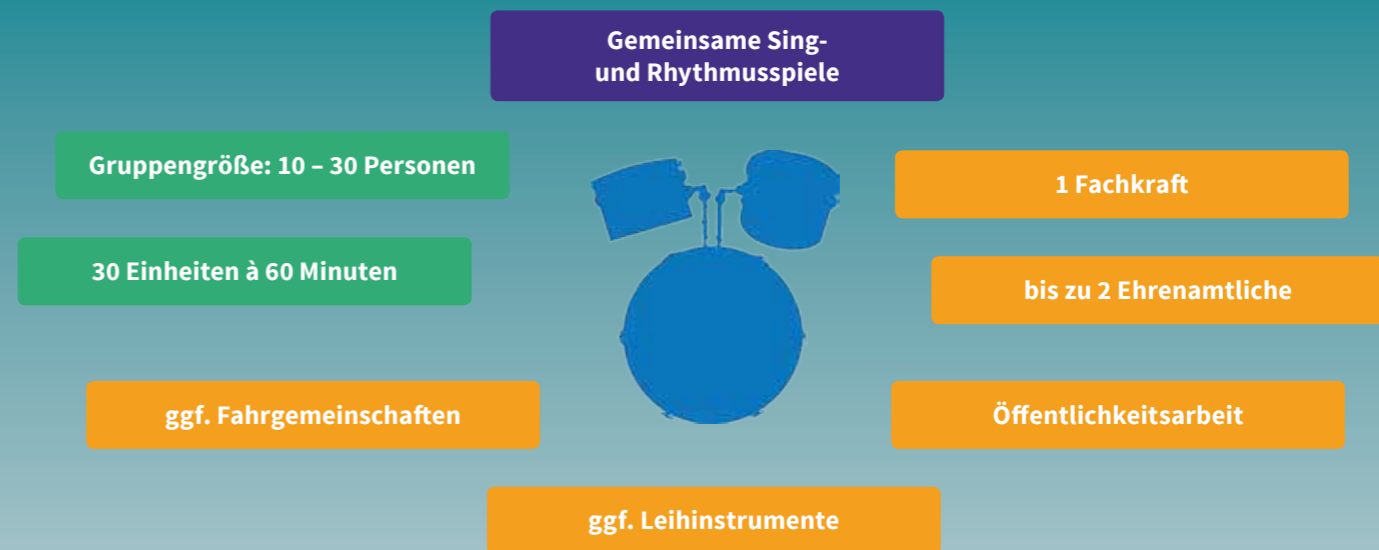 Gemeinsame Sing-
und Rhythmusspiele
Gruppengröße: 10 – 30 Personen
1 Fachkraft
30 Einheiten à 60 Minuten
bis zu 2 Ehrenamtliche
ggf. Fahrgemeinschaften
Öffentlichkeitsarbeit
ggf. Leihinstrumente